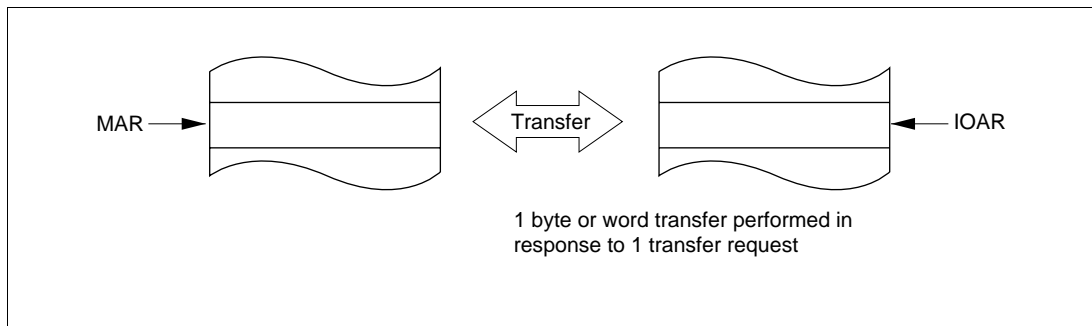 MAR
Transfer
IOAR
1 byte or word transfer performed in
response to 1 transfer request